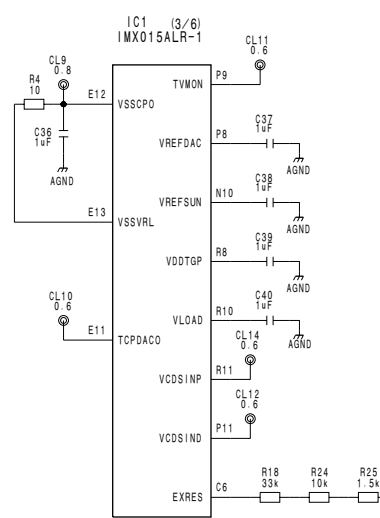 IC1 (3/6)
IMX015ALR-1
CL9
0.8
CL11
0.6
R4
10
E12
VSSCPO
TVMON
P9
C36
1uF
AGND
VREFDAC
P8
C37
1uF
AGND
VREFSUN
N10
C38
1uF
AGND
E13
VSSVRL
VDDTGP
R8
C39
1uF
AGND
CL10
0.6
VLOAD
R10
C40
1uF
AGND
E11
TCPDACO
CL14
0.6
VCDSINP
R11
CL12
0.6
VCDSIND
P11
EXRES
C6
R18
33k
R24
10k
R25
1.5k